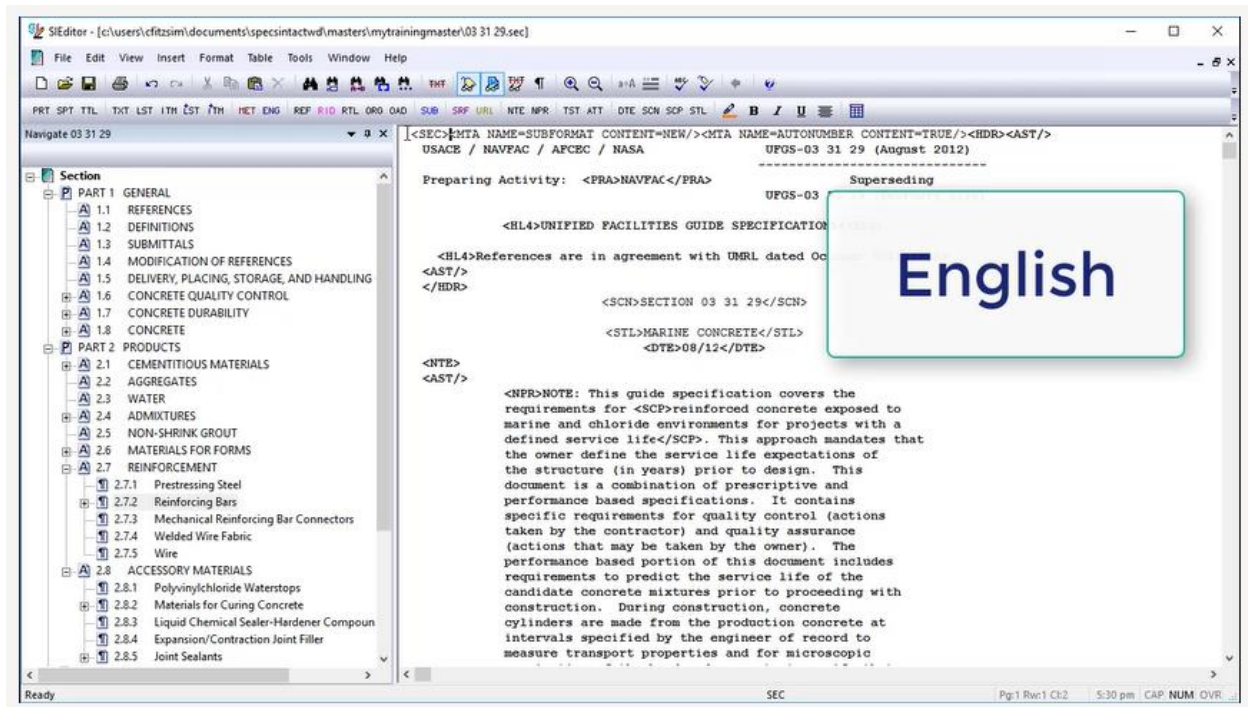 SIEditor - [c:\users\cfitzsim\documents\specsintactwd\masters\mytrainingmaster\03 31 29.sec]
File Edit View Insert Format Table Tools Window Help
PRT SPT TTL TXT LST ITM MET ENG REF RID RTL ORG OAD SUB SRF URL NTE NPR TST ATT DTE SCN SCP STL B I U
Navigate 03 31 29
Section
PART 1 GENERAL
1.1 REFERENCES
1.2 DEFINITIONS
1.3 SUBMITTALS
1.4 MODIFICATION OF REFERENCES
1.5 DELIVERY, PLACING, STORAGE, AND HANDLING
1.6 CONCRETE QUALITY CONTROL
1.7 CONCRETE DURABILITY
1.8 CONCRETE
PART 2 PRODUCTS
2.1 CEMENTITIOUS MATERIALS
2.2 AGGREGATES
2.3 WATER
2.4 ADMIXTURES
2.5 NON-SHRINK GROUT
2.6 MATERIALS FOR FORMS
2.7 REINFORCEMENT
2.7.1 Prestressing Steel
2.7.2 Reinforcing Bars
2.7.3 Mechanical Reinforcing Bar Connectors
2.7.4 Welded Wire Fabric
2.7.5 Wire
2.8 ACCESSORY MATERIALS
2.8.1 Polyvinylchloride Waterstops
2.8.2 Materials for Curing Concrete
2.8.3 Liquid Chemical Sealer-Hardener Compoun
2.8.4 Expansion/Contraction Joint Filler
2.8.5 Joint Sealants
<SEC><MTA NAME=SUBFORMAT CONTENT=NEW/><MTA NAME=AUTONUMBER CONTENT=TRUE/><HDR><AST/>
USACE / NAVFAC / AFCEC / NASA UFGS-03 31 29 (August 2012)
------------------------------
Preparing Activity: <PRA>NAVFAC</PRA> Superseding
UFGS-03
<HL4>UNIFIED FACILITIES GUIDE SPECIFICATION
<HL4>References are in agreement with UMRL dated
<AST/>
</HDR>
<SCN>SECTION 03 31 29</SCN>
<STL>MARINE CONCRETE</STL>
<DTE>08/12</DTE>
English
<NTE>
<AST/>
<NPR>NOTE: This guide specification covers the
requirements for <SCP>reinforced concrete exposed to
marine and chloride environments for projects with a
defined service life</SCP>. This approach mandates that
the owner define the service life expectations of
the structure (in years) prior to design. This
document is a combination of prescriptive and
performance based specifications. It contains
specific requirements for quality control (actions
taken by the contractor) and quality assurance
(actions that may be taken by the owner). The
performance based portion of this document includes
requirements to predict the service life of the
candidate concrete mixtures prior to proceeding with
construction. During construction, concrete
cylinders are made from the production concrete at
intervals specified by the engineer of record to
measure transport properties and for microscopic
Ready SEC Pg:1 Rw:1 Cl:2 5:30 pm CAP NUM OVR